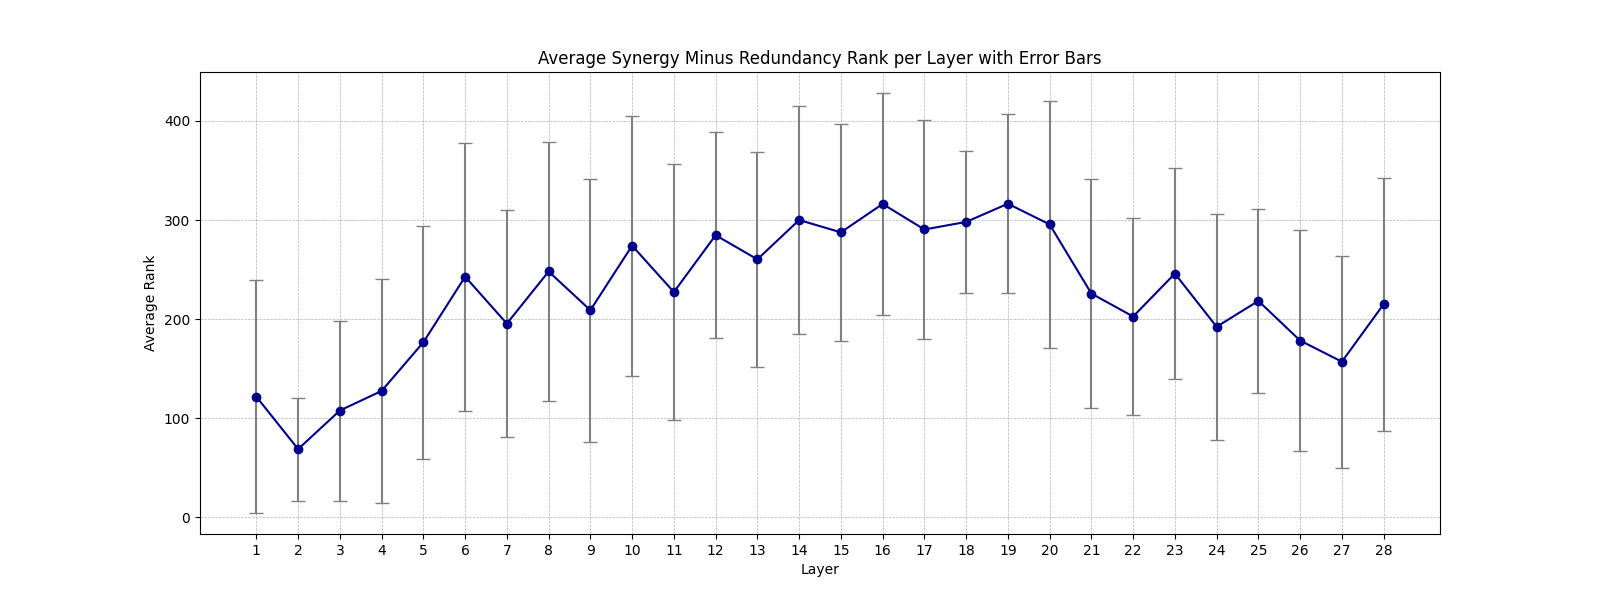 Average Synergy Minus Redundancy Rank per Layer with Error Bars
Average Rank
400
300
200
100
0
1 2 3 4 5 6 7 8 9 10 11 12 13 14 15 16 17 18 19 20 21 22 23 24 25 26 27 28
Layer